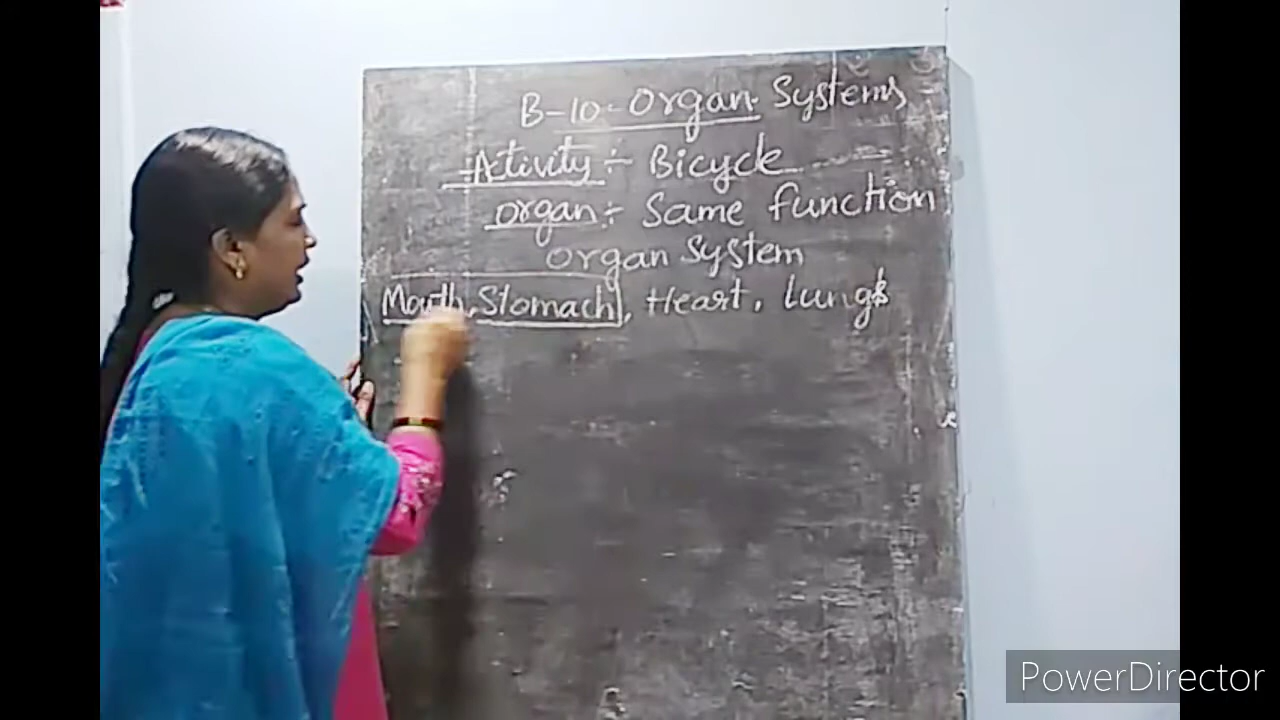 B-10- Organ Systems
Activity ÷ Bicycle
organ ÷ Same function
organ system
Mouth, Stomach, Heart, Lungs
PowerDirector